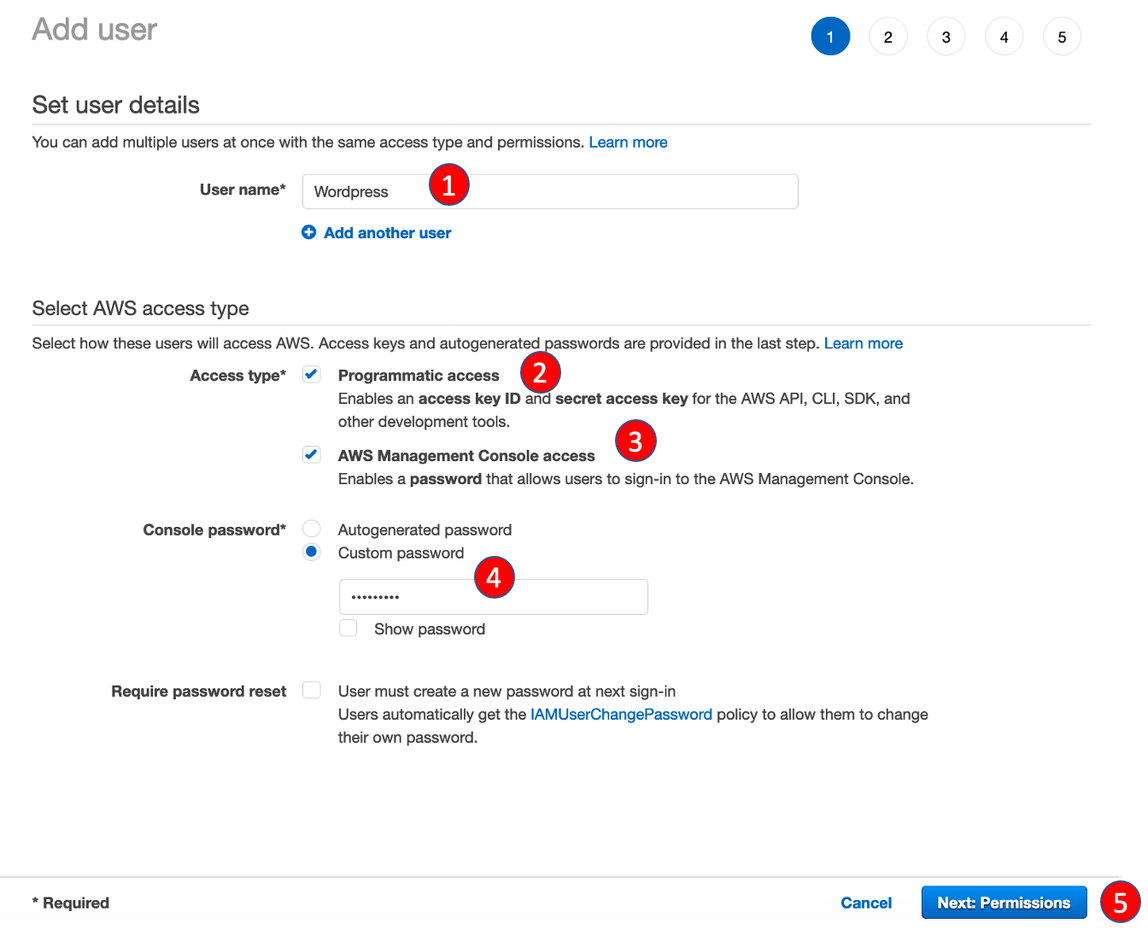 Add user
1 2 3 4 5
Set user details
You can add multiple users at once with the same access type and permissions. Learn more
User name* Wordpress 1
Add another user
Select AWS access type
Select how these users will access AWS. Access keys and autogenerated passwords are provided in the last step. Learn more
Access type* Programmatic access 2
Enables an access key ID and secret access key for the AWS API, CLI, SDK, and
other development tools.
3
AWS Management Console access
Enables a password that allows users to sign-in to the AWS Management Console.
Console password* Autogenerated password
Custom password
4
•••••••••
Show password
Require password reset User must create a new password at next sign-in
Users automatically get the IAMUserChangePassword policy to allow them to change
their own password.
* Required Cancel Next: Permissions 5